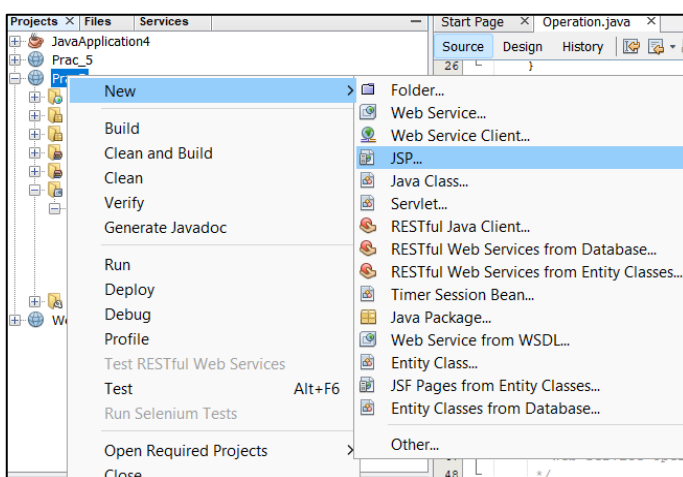 Projects × Files Services
Start Page × Operation.java ×
JavaApplication4
Source Design History
Prac_5
26 }
New
Folder...
Web Service...
Build
Web Service Client...
Clean and Build
JSP...
Clean
Java Class...
Verify
Servlet...
Generate Javadoc
RESTful Java Client...
RESTful Web Services from Database...
Run
RESTful Web Services from Entity Classes...
Deploy
Timer Session Bean...
Debug
Java Package...
Profile
Web Service from WSDL...
Test RESTful Web Services
Entity Class...
Test Alt+F6
JSF Pages from Entity Classes...
Run Selenium Tests
Entity Classes from Database...
Open Required Projects
Other...
Close
48 */